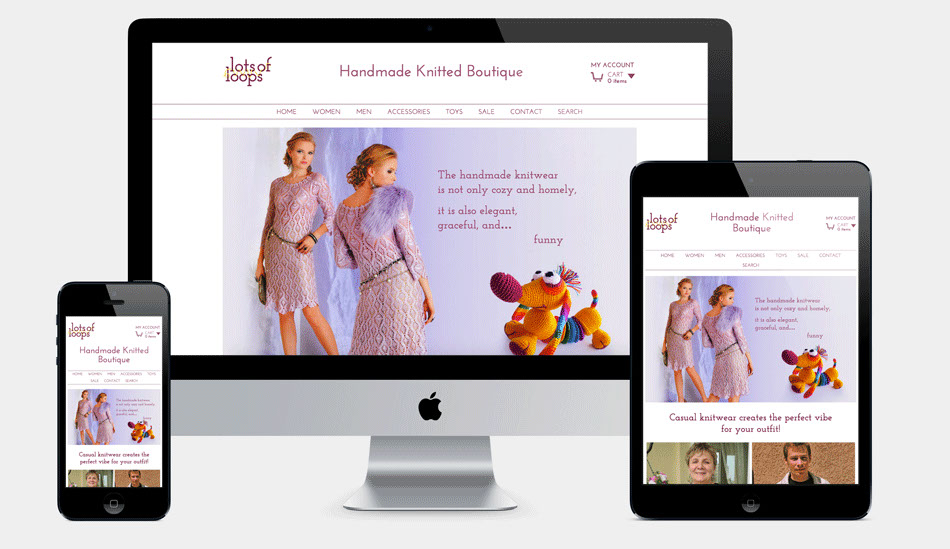 lots of
loops
Handmade Knitted Boutique
MY ACCOUNT
CART
0 items
HOME WOMEN MEN ACCESSORIES TOYS SALE CONTACT SEARCH
The handmade knitwear
is not only cozy and homely,
it is also elegant,
graceful, and...
funny
lots of
loops
Handmade Knitted
Boutique
MY ACCOUNT
CART
0 items
HOME WOMEN MEN ACCESSORIES TOYS SALE CONTACT
SEARCH
The handmade knitwear
is not only cozy and homely,
it is also elegant,
graceful, and...
funny
Casual knitwear creates the perfect vibe
for your outfit!
lots of
loops
MY ACCOUNT
CART
0 items
Handmade Knitted
Boutique
HOME WOMEN MEN ACCESSORIES TOYS
SALE CONTACT SEARCH
The handmade knitwear
is not only cozy and homely,
it is also elegant,
graceful, and...
funny
Casual knitwear creates the
perfect vibe for your outfit!